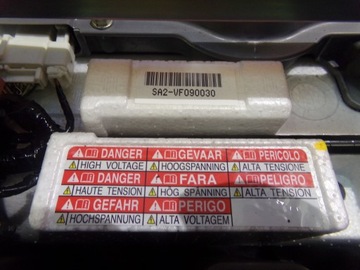 SA2-VF090030
DANGER GEVAAR PERICOLO
HIGH VOLTAGE HOOGSPANNING ALTA TENSIONE
DANGER FARA PELIGRO
HAUTE TENSION HÖG SPÄNNING ALTA TENSION
GEFAHR PERIGO
HOCHSPANNUNG ALTA VOLTAGEM